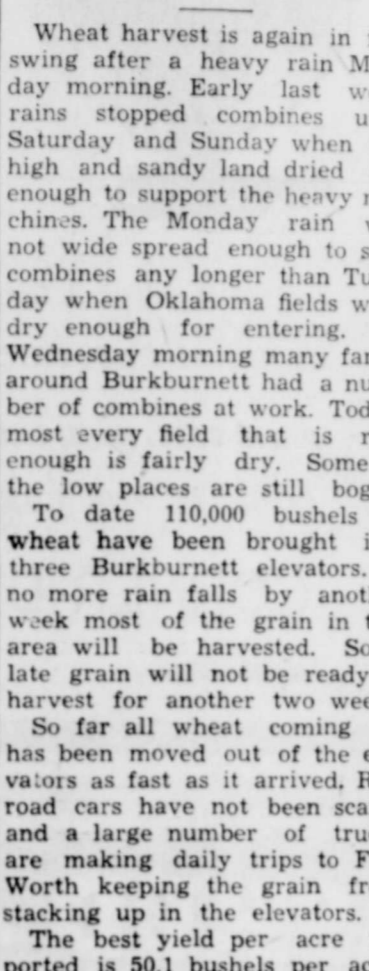 Wheat harvest is again in
swing after a heavy rain M
day morning. Early last w
rains stopped combines u
Saturday and Sunday when
high and sandy land dried
enough to support the heavy
chines. The Monday rain
not wide spread enough to s
combines any longer than Tu
day when Oklahoma fields w
dry enough for entering.
Wednesday morning many far
around Burkburnett had a nu
ber of combines at work. Tod
most every field that is r
enough is fairly dry. Some
the low places are still bog
To date 110,000 bushels
wheat have been brought i
three Burkburnett elevators.
no more rain falls by anot
week most of the grain in t
area will be harvested. So
late grain will not be ready
harvest for another two wee
So far all wheat coming
has been moved out of the e
vators as fast as it arrived. R
road cars have not been sca
and a large number of tru
are making daily trips to F
Worth keeping the grain fr
stacking up in the elevators.
The best yield per acre
ported is 50.1 bushels per ac